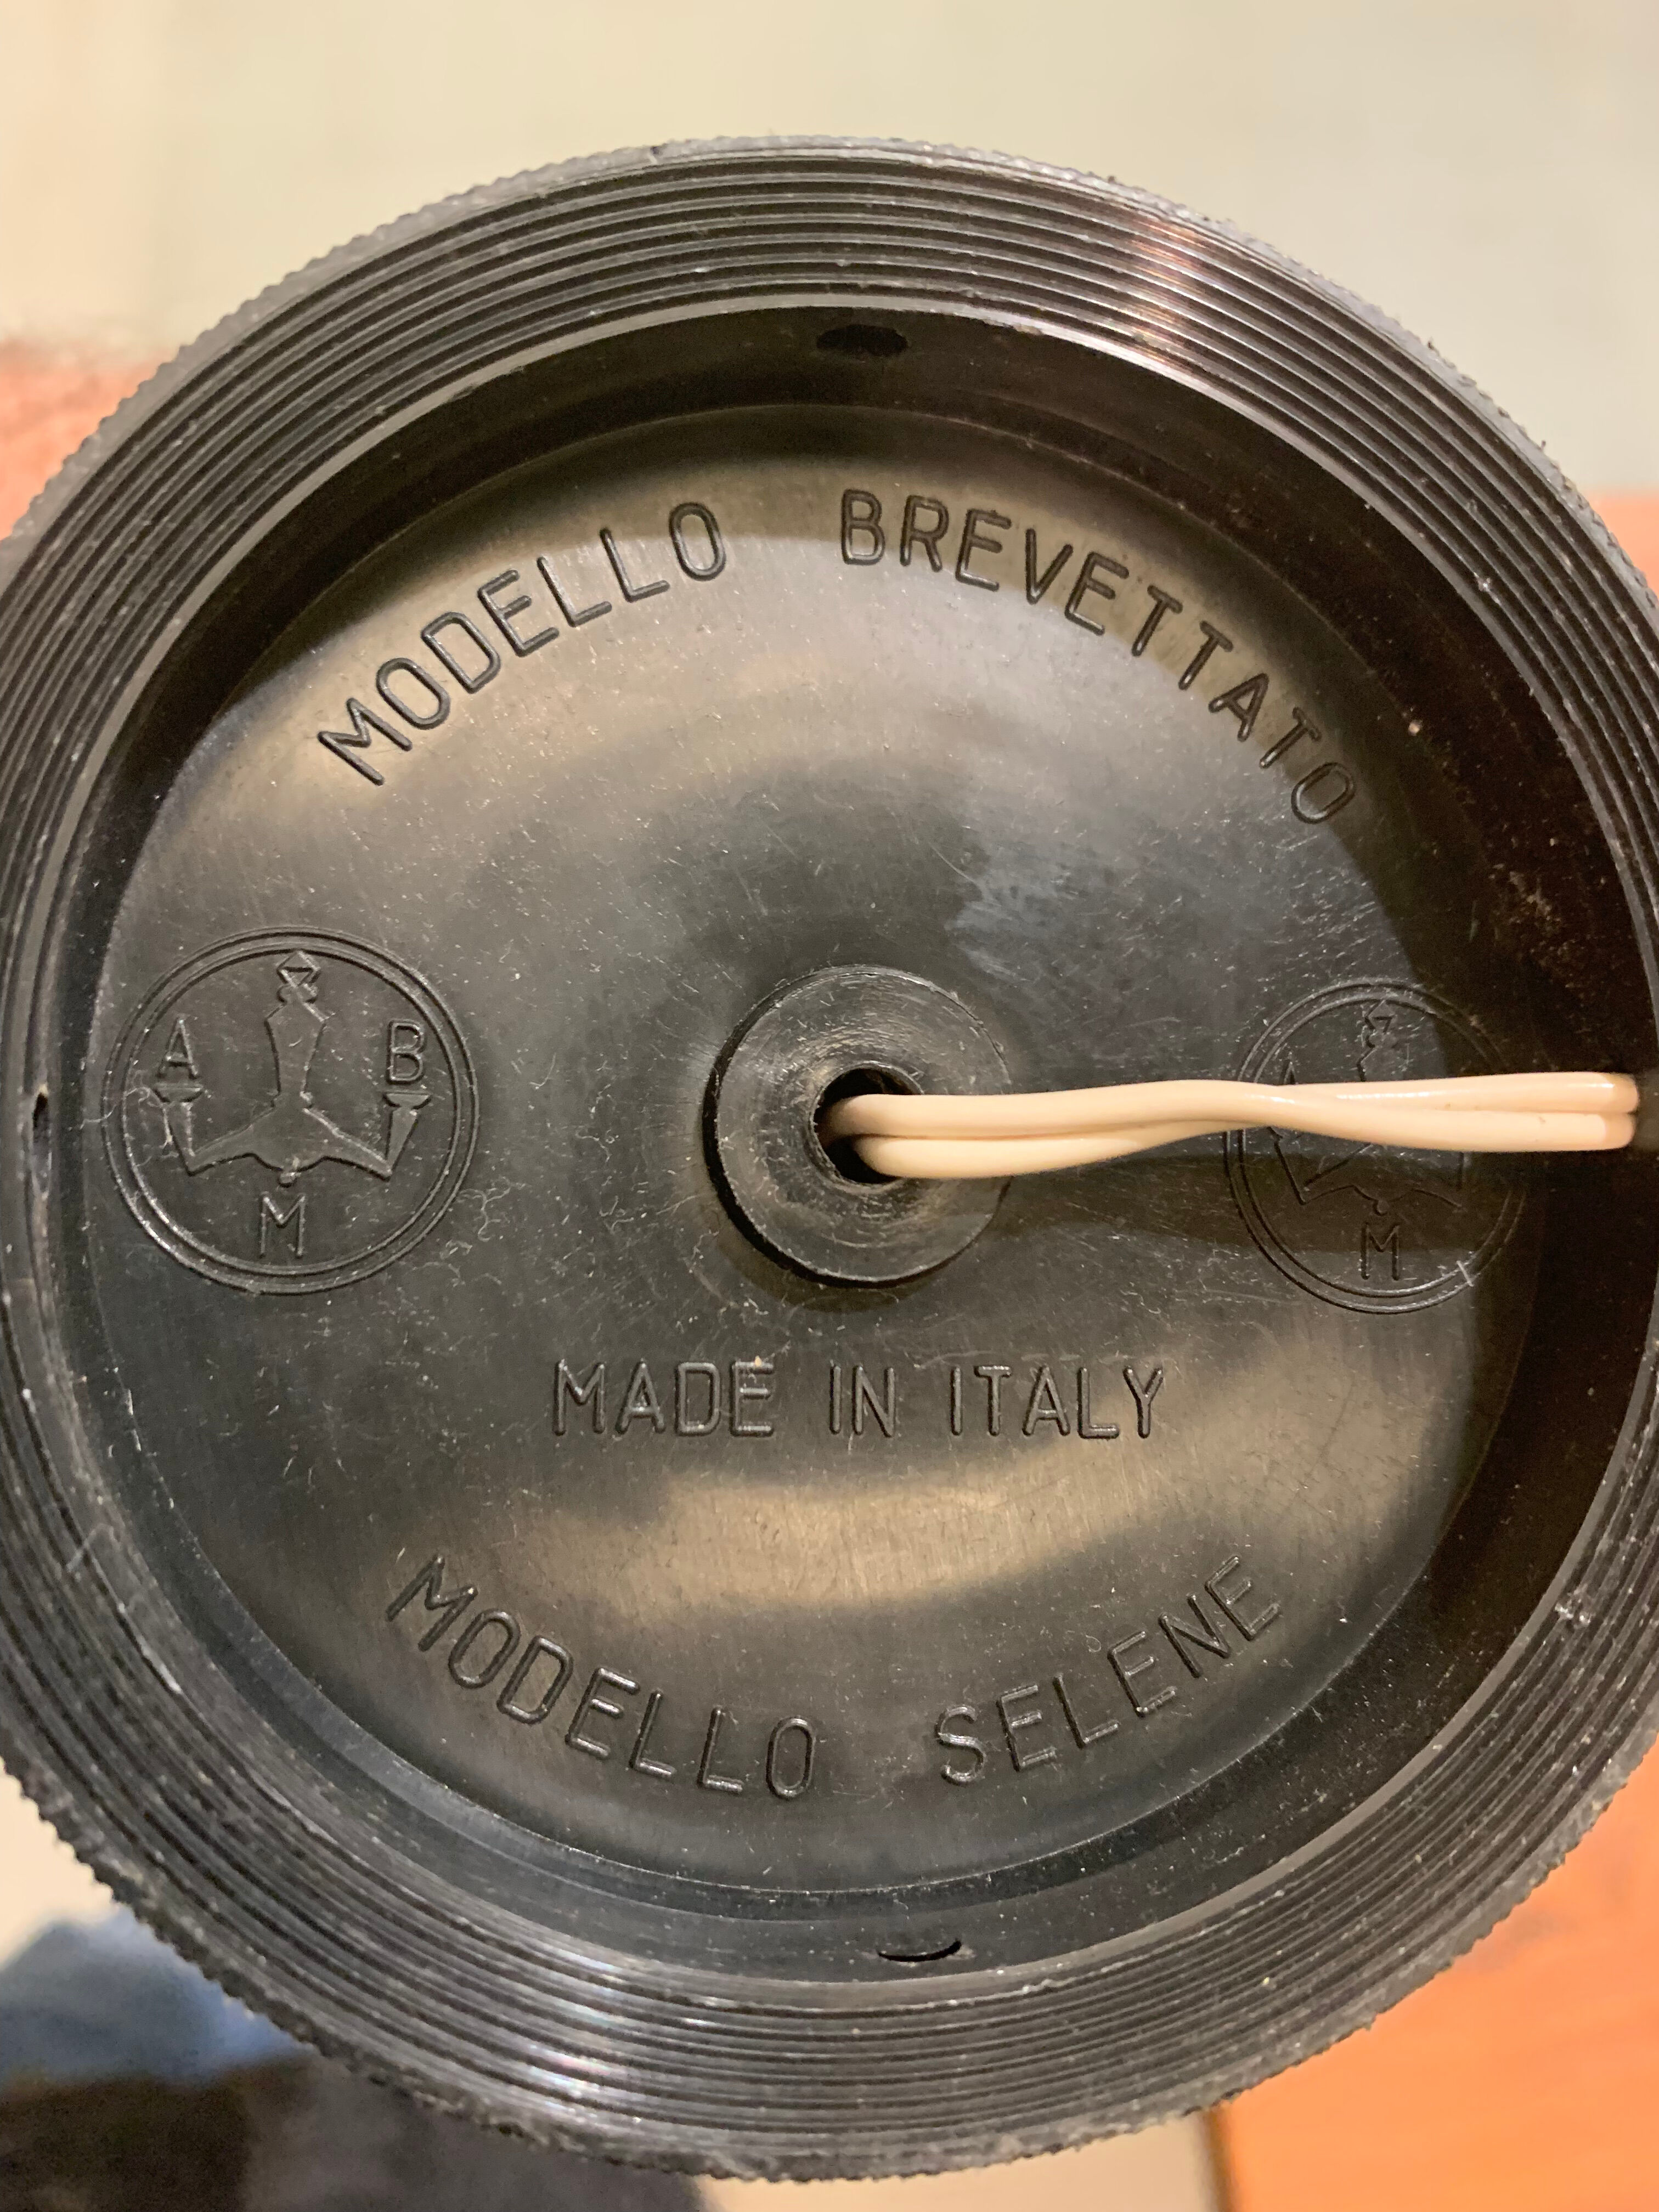 MODELLO BREVETTATO
A B
M
M
MADE IN ITALY
MODELLO SELENE